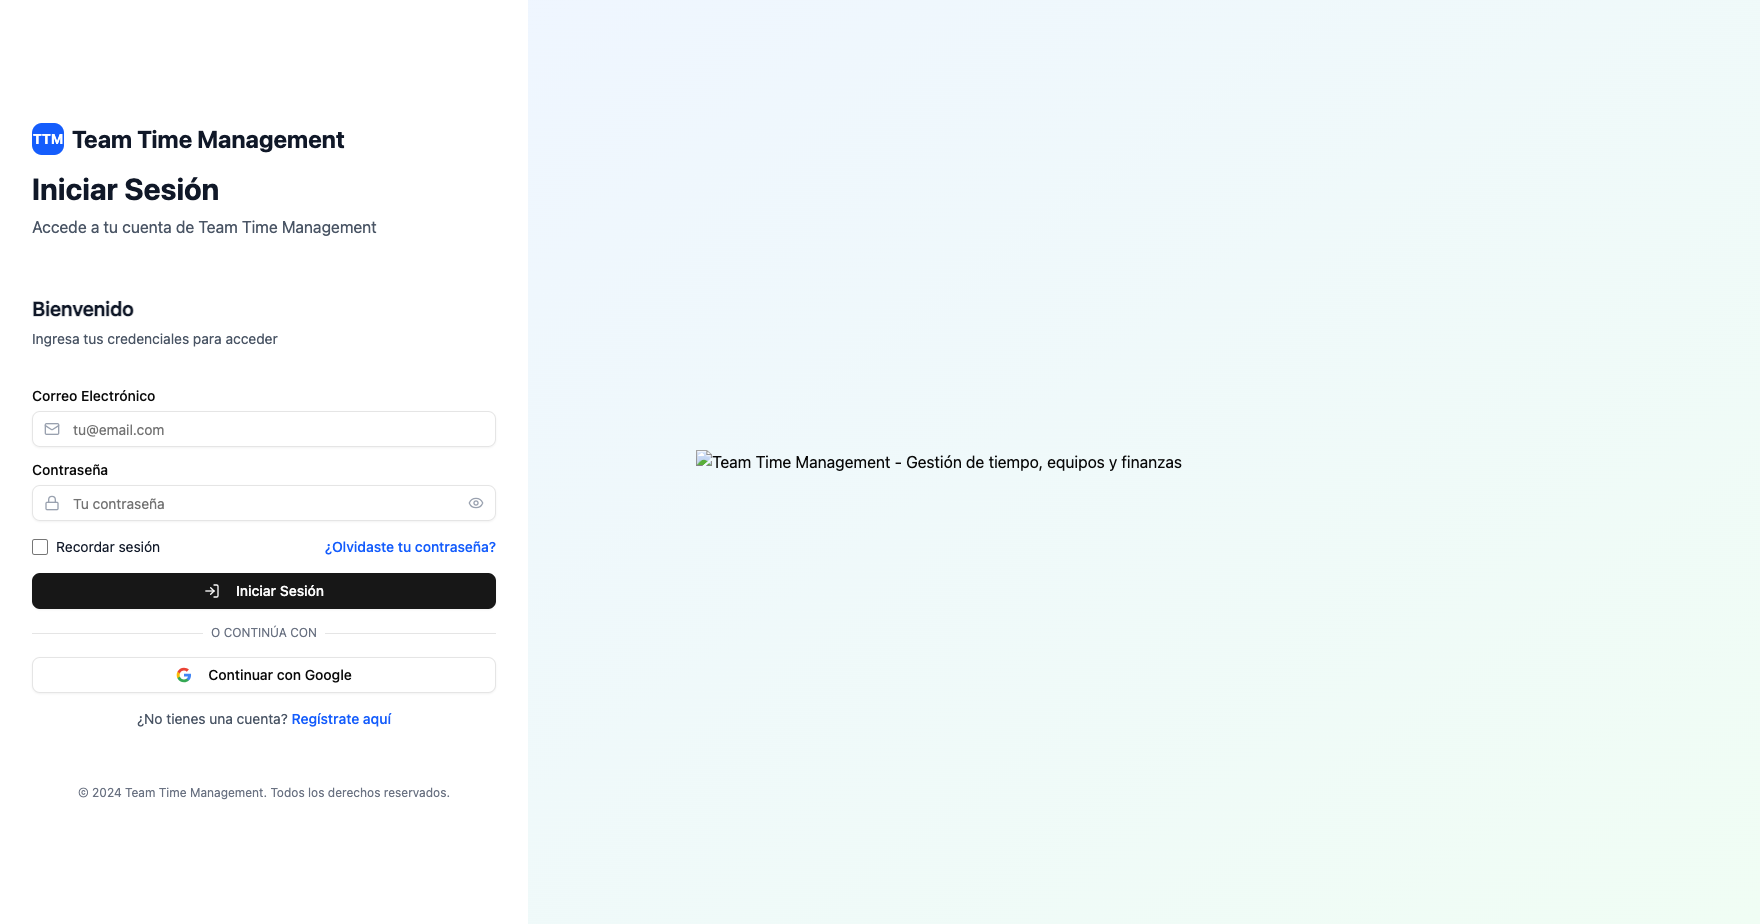 TTM Team Time Management
Iniciar Sesión
Accede a tu cuenta de Team Time Management
Bienvenido
Ingresa tus credenciales para acceder
Correo Electrónico
tu@email.com
Contraseña
Tu contraseña
Recordar sesión ¿Olvidaste tu contraseña?
Iniciar Sesión
O CONTINÚA CON
Continuar con Google
¿No tienes una cuenta? Regístrate aquí
© 2024 Team Time Management. Todos los derechos reservados.
Team Time Management - Gestión de tiempo, equipos y finanzas